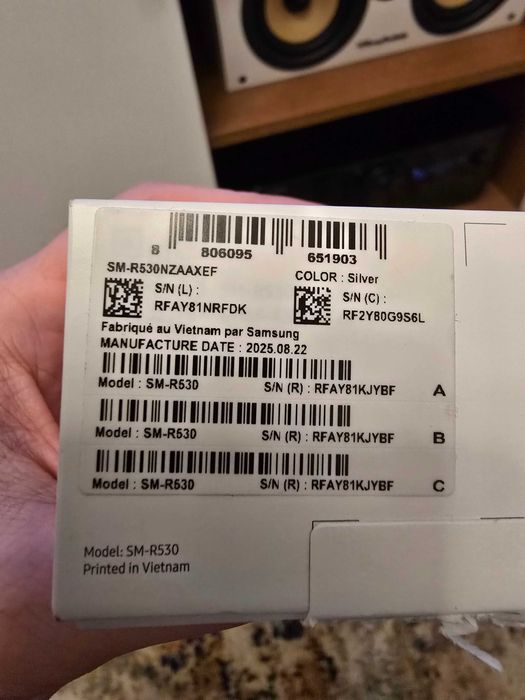 8 806095 651903
SM-R530NZAAXEF
COLOR : Silver
S/N (L) :
RFAY81NRFDK
S/N (C) :
RF2Y80G9S6L
Fabriqué au Vietnam par Samsung
MANUFACTURE DATE : 2025.08.22
Model : SM-R530 S/N (R) : RFAY81KJYBF A
Model : SM-R530 S/N (R) : RFAY81KJYBF B
Model : SM-R530 S/N (R) : RFAY81KJYBF C
Model: SM-R530
Printed in Vietnam